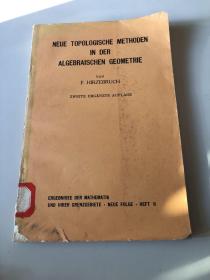 NEUE TOPOLOGISCHE METHODEN
IN DER
ALGEBRAISCHEN GEOMETRIE
VON
F. HIRZEBRUCH
ZWEITE ERGÄNZTE AUFLAGE
ERGEBNISSE DER MATHEMATIK
UND IHRER GRENZGEBIETE · NEUE FOLGE · HEFT 9